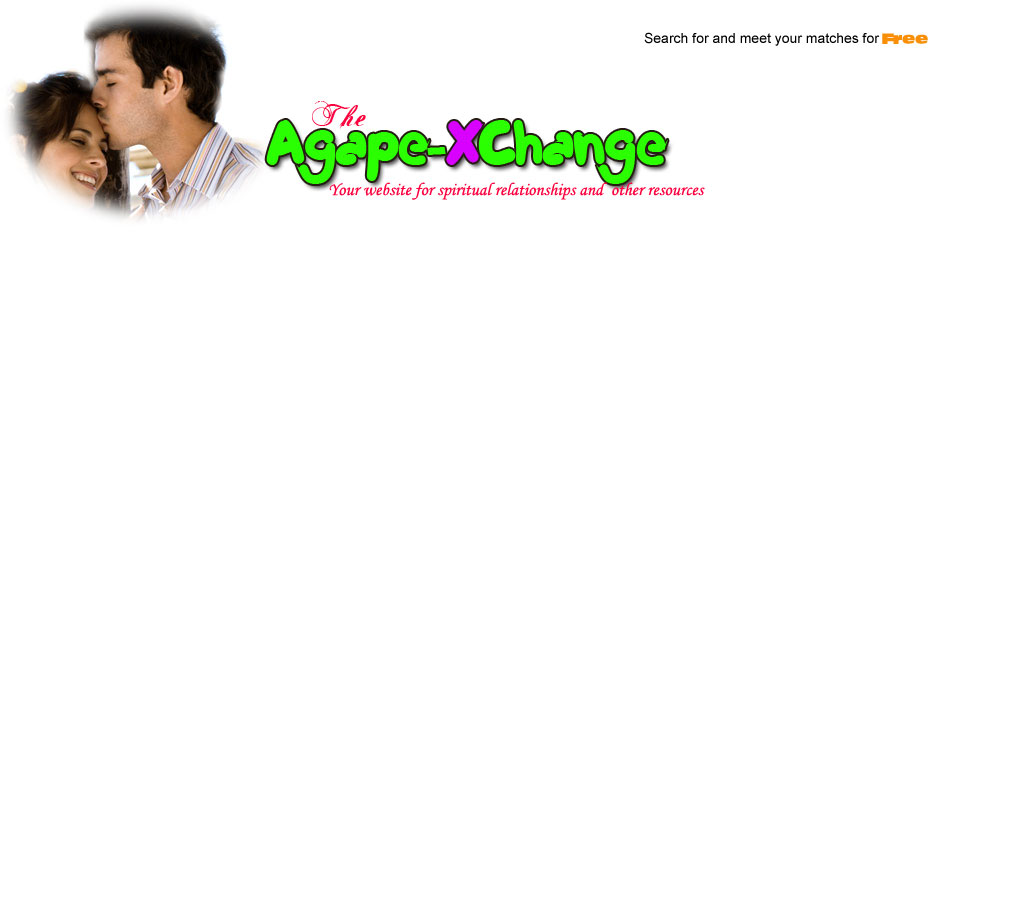 Search for and meet your matches for Free
The
Agape-XChange
Your website for spiritual relationships and other resources